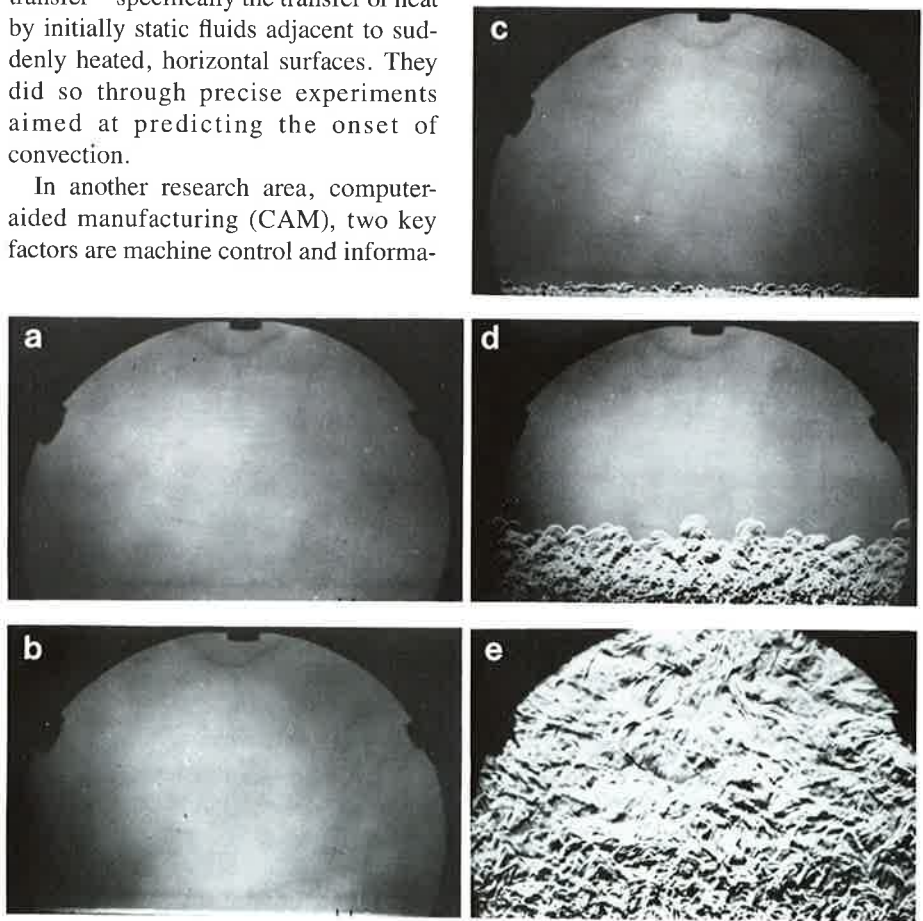 by initially static fluids adjacent to sud-
denly heated, horizontal surfaces. They
did so through precise experiments
aimed at predicting the onset of
convection.
In another research area, computer-
aided manufacturing (CAM), two key
factors are machine control and informa-
c
a
d
b
e